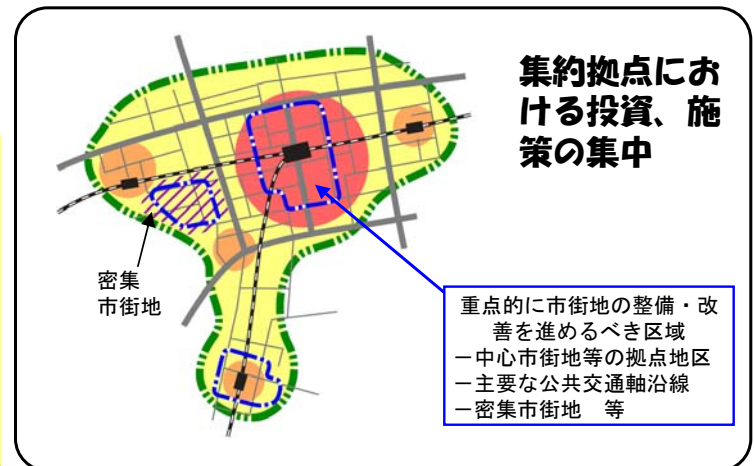 集約拠点にお
ける投資、施
策の集中
密集
市街地
重点的に市街地の整備・改
善を進めるべき区域
－中心市街地等の拠点地区
－主要な公共交通軸沿線
－密集市街地　等